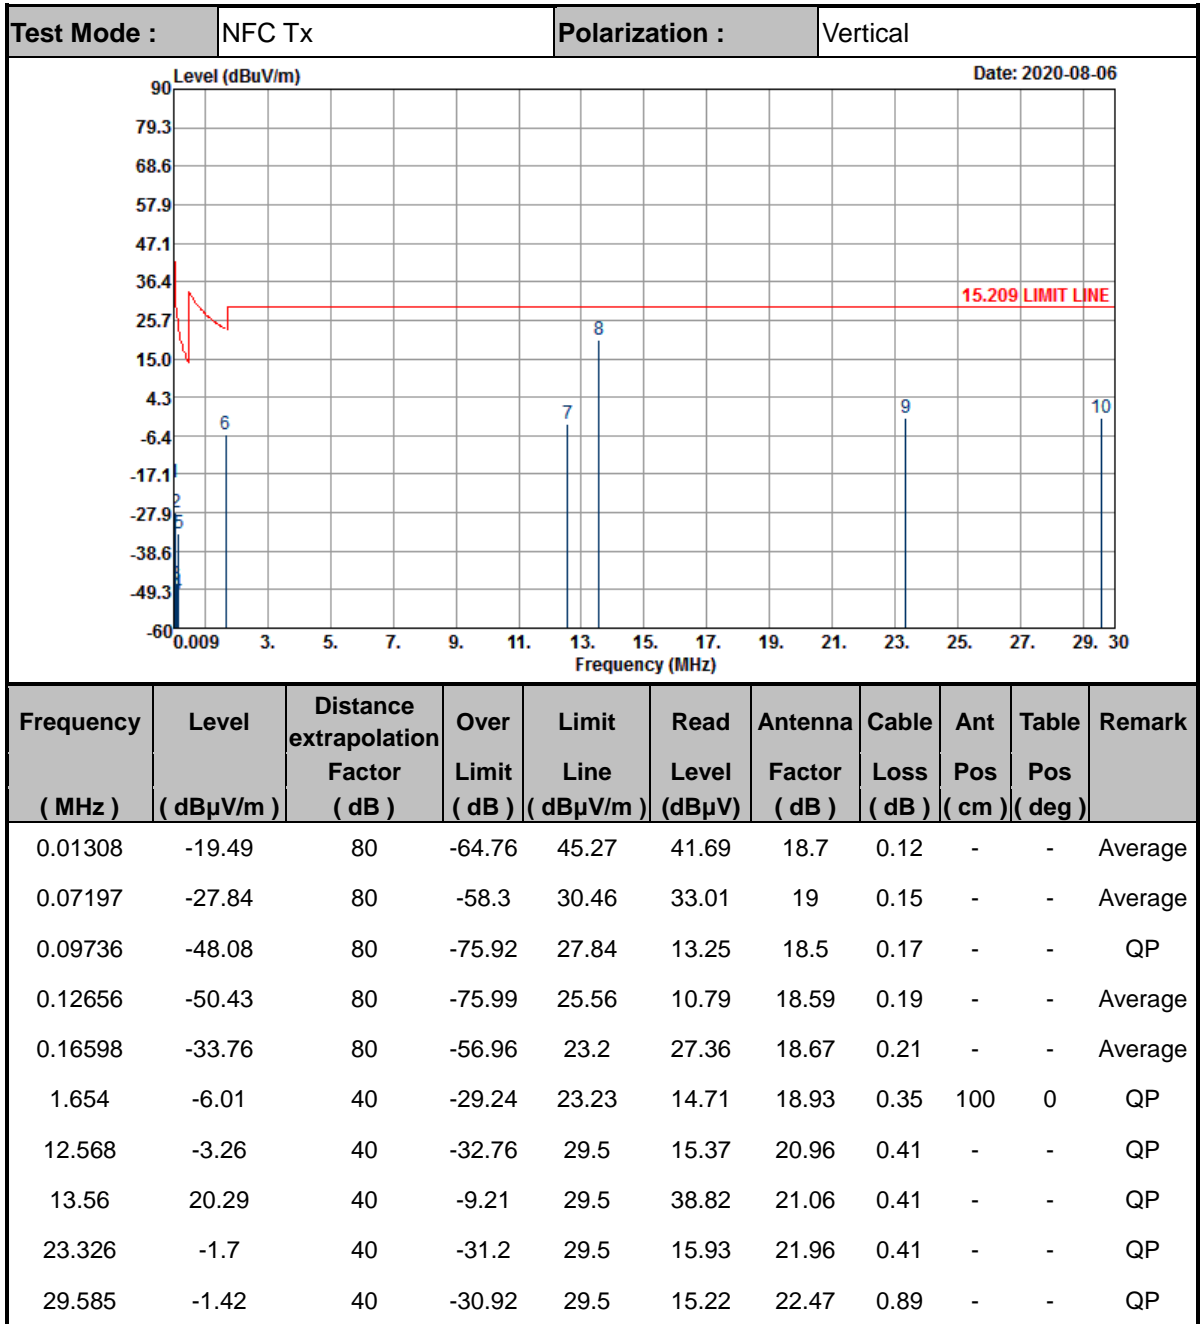 Test Mode : NFC Tx Polarization : Vertical
Level (dBuV/m) Date: 2020-08-06
90
79.3
68.6
57.9
47.1
36.4
15.209 LIMIT LINE
25.7
8
15.0
4.3
6 7 9 10
-6.4
-17.1
2
-27.9
5
-38.6
-49.3
-60
0.009 3. 5. 7. 9. 11. 13. 15. 17. 19. 21. 23. 25. 27. 29. 30
Frequency (MHz)
Frequency Level Distance extrapolation Over Limit Read Antenna Cable Ant Table Remark
Factor Limit Line Level Factor Loss Pos Pos
( MHz ) ( dBμV/m ) ( dB ) ( dB ) ( dBμV/m ) (dBμV) ( dB ) ( dB ) ( cm ) ( deg )
0.01308 -19.49 80 -64.76 45.27 41.69 18.7 0.12 - - Average
0.07197 -27.84 80 -58.3 30.46 33.01 19 0.15 - - Average
0.09736 -48.08 80 -75.92 27.84 13.25 18.5 0.17 - - QP
0.12656 -50.43 80 -75.99 25.56 10.79 18.59 0.19 - - Average
0.16598 -33.76 80 -56.96 23.2 27.36 18.67 0.21 - - Average
1.654 -6.01 40 -29.24 23.23 14.71 18.93 0.35 100 0 QP
12.568 -3.26 40 -32.76 29.5 15.37 20.96 0.41 - - QP
13.56 20.29 40 -9.21 29.5 38.82 21.06 0.41 - - QP
23.326 -1.7 40 -31.2 29.5 15.93 21.96 0.41 - - QP
29.585 -1.42 40 -30.92 29.5 15.22 22.47 0.89 - - QP